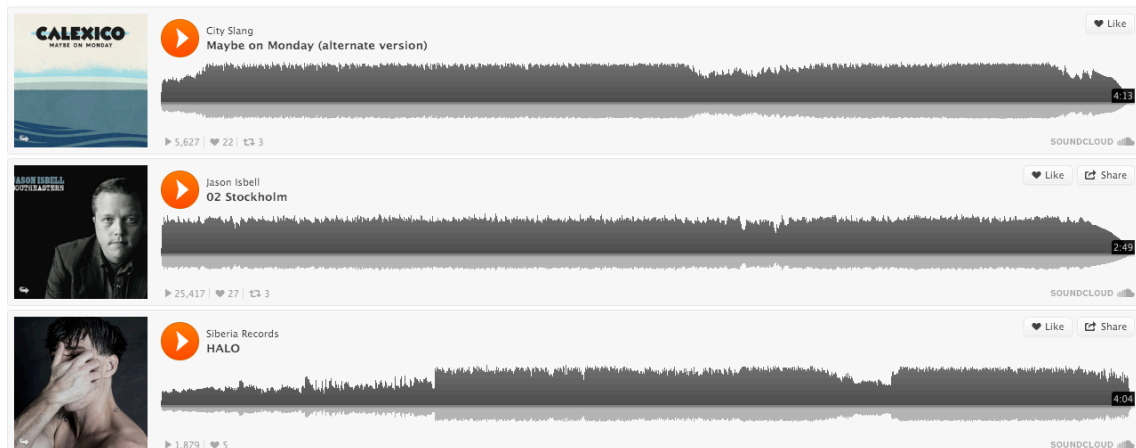 CALEXICO
MAYBE ON MONDAY
City Slang
Maybe on Monday (alternate version)
Like
4:13
5,627 22 3
SOUNDCLOUD
JASON ISBELL
SOUTHEASTERN
Jason Isbell
02 Stockholm
Like Share
2:49
25,417 27 3
SOUNDCLOUD
Siberia Records
HALO
Like Share
4:04
1,879 5
SOUNDCLOUD